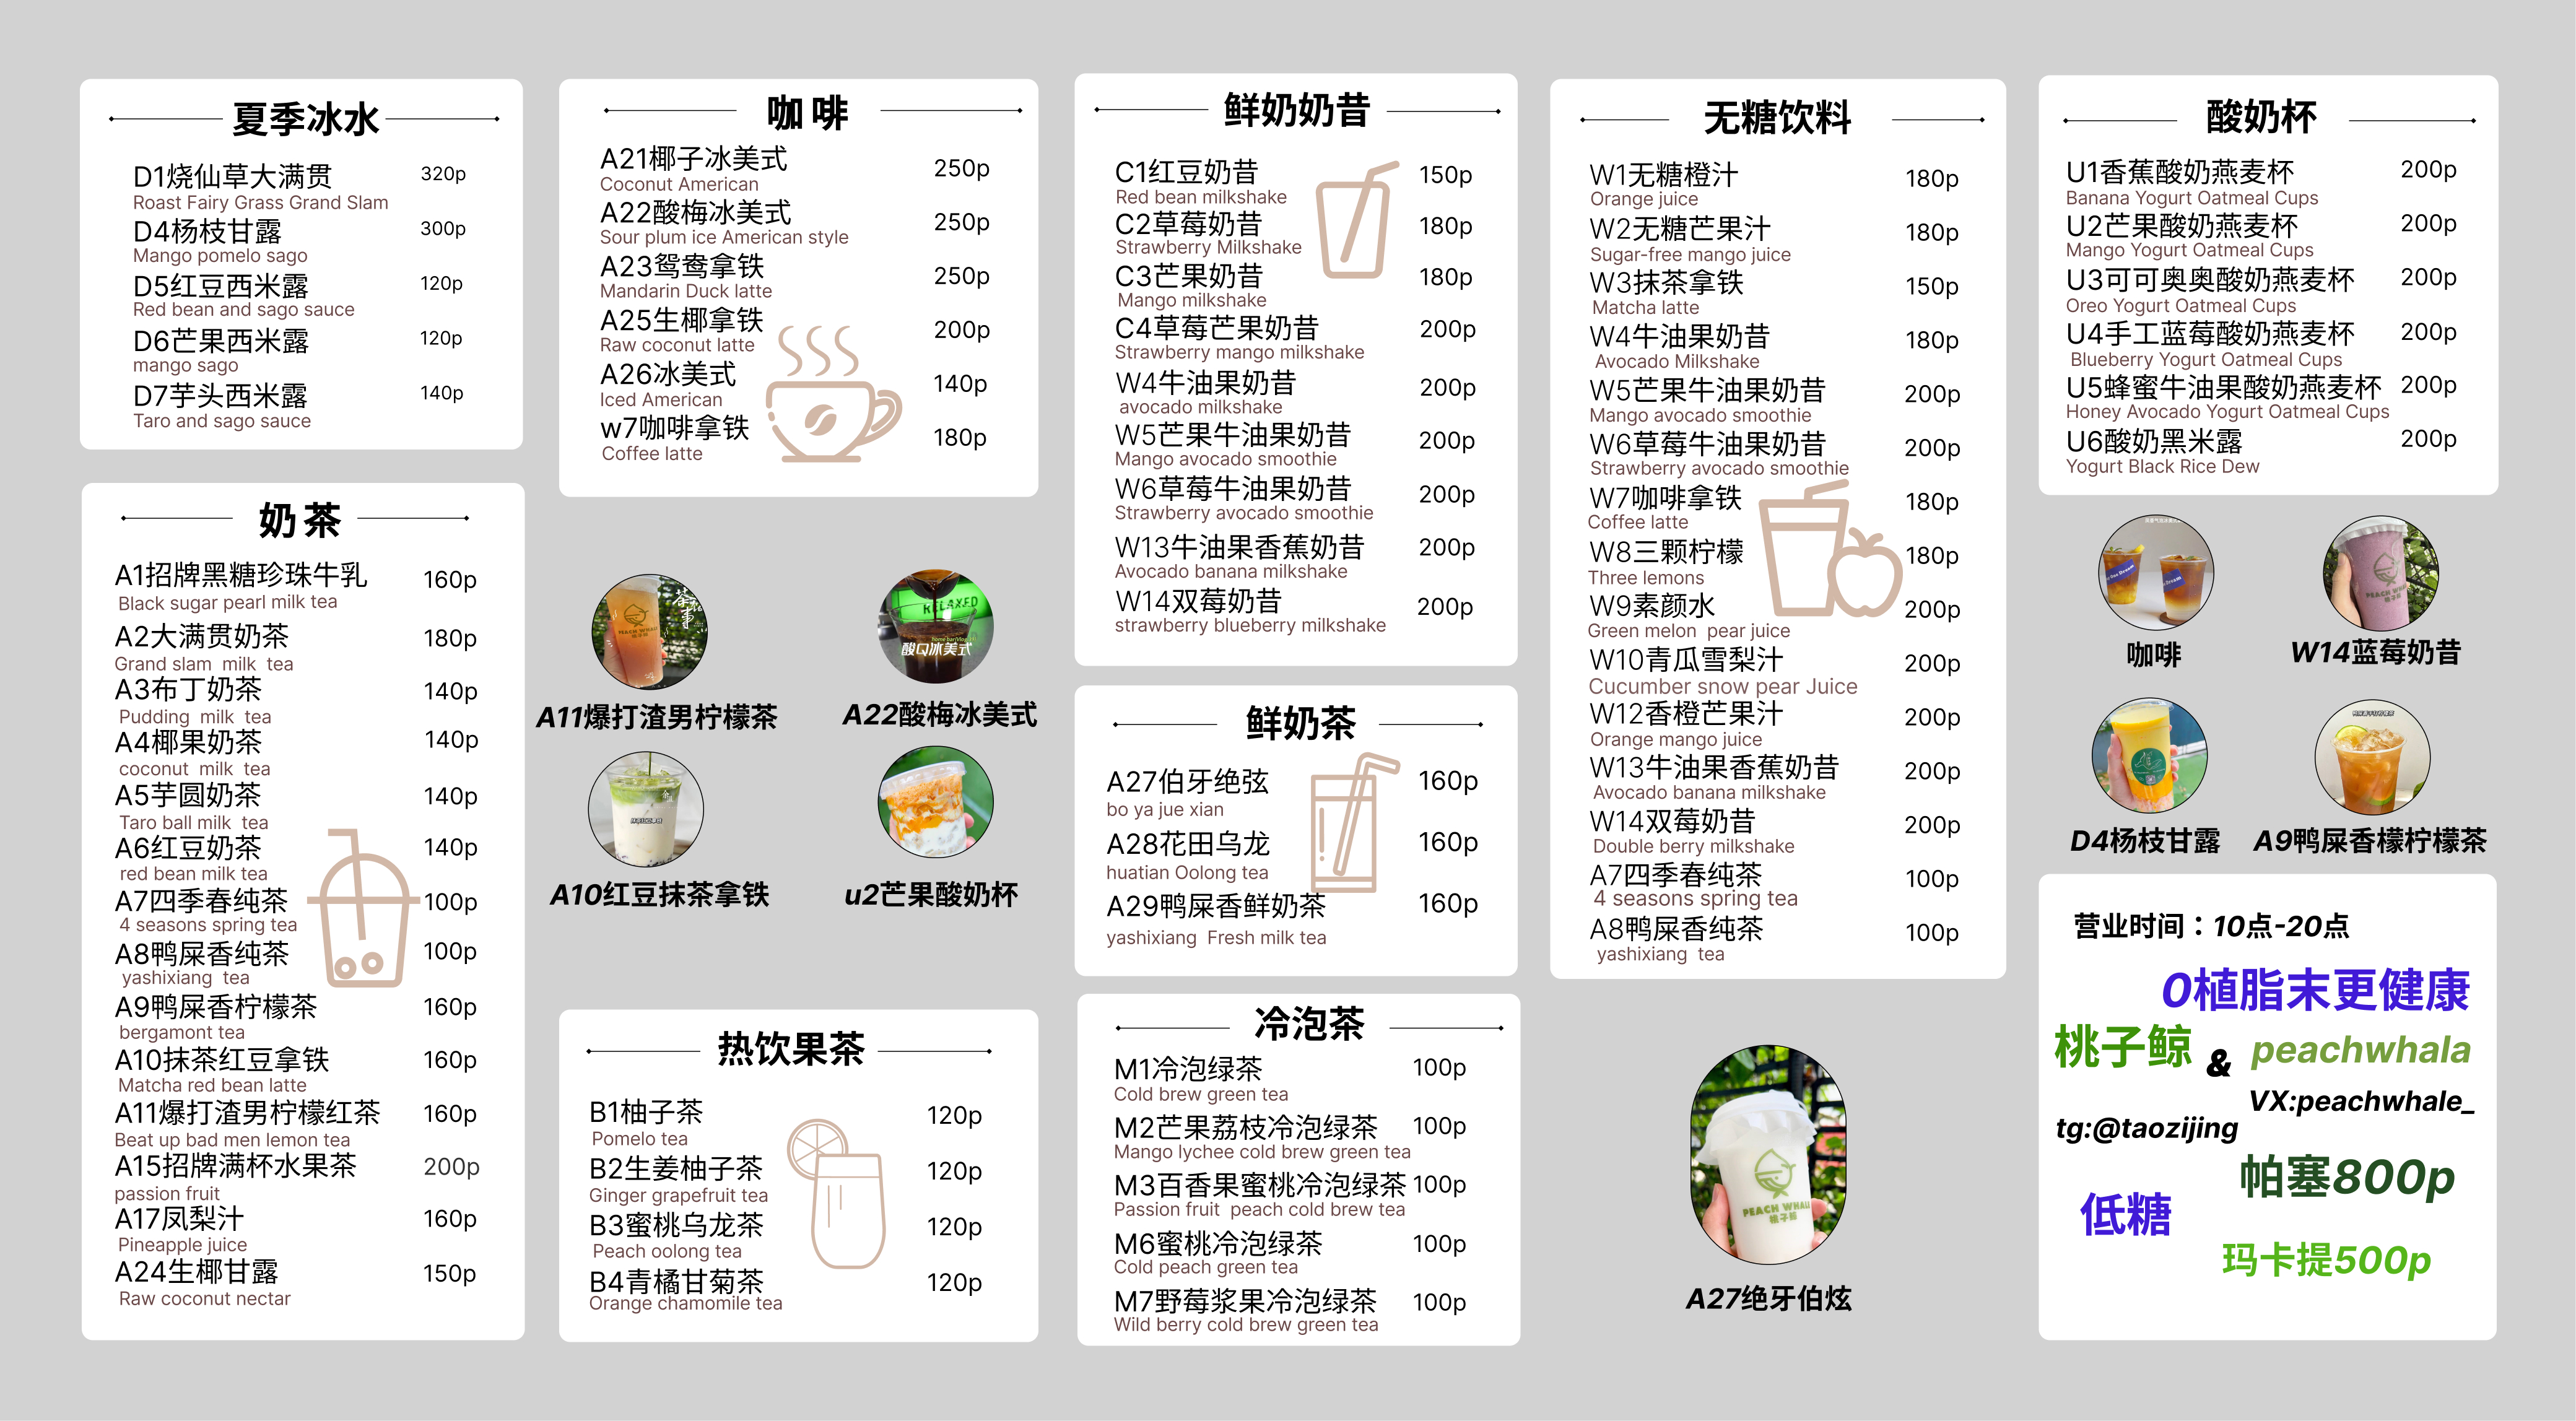 夏季冰水
D1烧仙草大满贯 320p
Roast Fairy Grass Grand Slam
D4杨枝甘露 300p
Mango pomelo sago
D5红豆西米露 120p
Red bean and sago sauce
D6芒果西米露 120p
mango sago
D7芋头西米露 140p
Taro and sago sauce
奶茶
A1招牌黑糖珍珠牛乳 160p
Black sugar pearl milk tea
A2大满贯奶茶 180p
Grand slam milk tea
A3布丁奶茶 140p
Pudding milk tea
A4椰果奶茶 140p
coconut milk tea
A5芋圆奶茶 140p
Taro ball milk tea
A6红豆奶茶 140p
red bean milk tea
A7四季春纯茶 100p
4 seasons spring tea
A8鸭屎香纯茶 100p
yashixiang tea
A9鸭屎香柠檬茶 160p
bergamont tea
A10抹茶红豆拿铁 160p
Matcha red bean latte
A11爆打渣男柠檬红茶 160p
Beat up bad men lemon tea
A15招牌满杯水果茶 200p
passion fruit
A17凤梨汁 160p
Pineapple juice
A24生椰甘露 150p
Raw coconut nectar
咖啡
A21椰子冰美式 250p
Coconut American
A22酸梅冰美式 250p
Sour plum ice American style
A23鸳鸯拿铁 250p
Mandarin Duck latte
A25生椰拿铁 200p
Raw coconut latte
A26冰美式 140p
Iced American
w7咖啡拿铁 180p
Coffee latte
PEACH WHALE
RELAXED
酸Q冰美式
A11爆打渣男柠檬茶
A22酸梅冰美式
A10红豆抹茶拿铁
u2芒果酸奶杯
热饮果茶
B1柚子茶 120p
Pomelo tea
B2生姜柚子茶 120p
Ginger grapefruit tea
B3蜜桃乌龙茶 120p
Peach oolong tea
B4青橘甘菊茶 120p
Orange chamomile tea
鲜奶奶昔
C1红豆奶昔 150p
Red bean milkshake
C2草莓奶昔 180p
Strawberry Milkshake
C3芒果奶昔 180p
Mango milkshake
C4草莓芒果奶昔 200p
Strawberry mango milkshake
W4牛油果奶昔 200p
avocado milkshake
W5芒果牛油果奶昔 200p
Mango avocado smoothie
W6草莓牛油果奶昔 200p
Strawberry avocado smoothie
W13牛油果香蕉奶昔 200p
Avocado banana milkshake
W14双莓奶昔 200p
strawberry blueberry milkshake
鲜奶茶
A27伯牙绝弦 160p
bo ya jue xian
A28花田乌龙 160p
huatian Oolong tea
A29鸭屎香鲜奶茶 160p
yashixiang Fresh milk tea
冷泡茶
M1冷泡绿茶 100p
Cold brew green tea
M2芒果荔枝冷泡绿茶 100p
Mango lychee cold brew green tea
M3百香果蜜桃冷泡绿茶 100p
Passion fruit peach cold brew tea
M6蜜桃冷泡绿茶 100p
Cold peach green tea
M7野莓浆果冷泡绿茶 100p
Wild berry cold brew green tea
无糖饮料
W1无糖橙汁 180p
Orange juice
W2无糖芒果汁 180p
Sugar-free mango juice
W3抹茶拿铁 150p
Matcha latte
W4牛油果奶昔 180p
Avocado Milkshake
W5芒果牛油果奶昔 200p
Mango avocado smoothie
W6草莓牛油果奶昔 200p
Strawberry avocado smoothie
W7咖啡拿铁 180p
Coffee latte
W8三颗柠檬 180p
Three lemons
W9素颜水 200p
Green melon pear juice
W10青瓜雪梨汁 200p
Cucumber snow pear Juice
W12香橙芒果汁 200p
Orange mango juice
W13牛油果香蕉奶昔 200p
Avocado banana milkshake
W14双莓奶昔 200p
Double berry milkshake
A7四季春纯茶 100p
4 seasons spring tea
A8鸭屎香纯茶 100p
yashixiang tea
PEACH WHALE
桃子鲸
A27绝牙伯炫
酸奶杯
U1香蕉酸奶燕麦杯 200p
Banana Yogurt Oatmeal Cups
U2芒果酸奶燕麦杯 200p
Mango Yogurt Oatmeal Cups
U3可可奥奥酸奶燕麦杯 200p
Oreo Yogurt Oatmeal Cups
U4手工蓝莓酸奶燕麦杯 200p
Blueberry Yogurt Oatmeal Cups
U5蜂蜜牛油果酸奶燕麦杯 200p
Honey Avocado Yogurt Oatmeal Cups
U6酸奶黑米露 200p
Yogurt Black Rice Dew
咖啡
W14蓝莓奶昔
D4杨枝甘露
A9鸭屎香檬柠檬茶
营业时间：10点-20点
0植脂末更健康
桃子鲸 & peachwhala
VX:peachwhale_
tg:@taozijing
帕塞800p
低糖
玛卡提500p